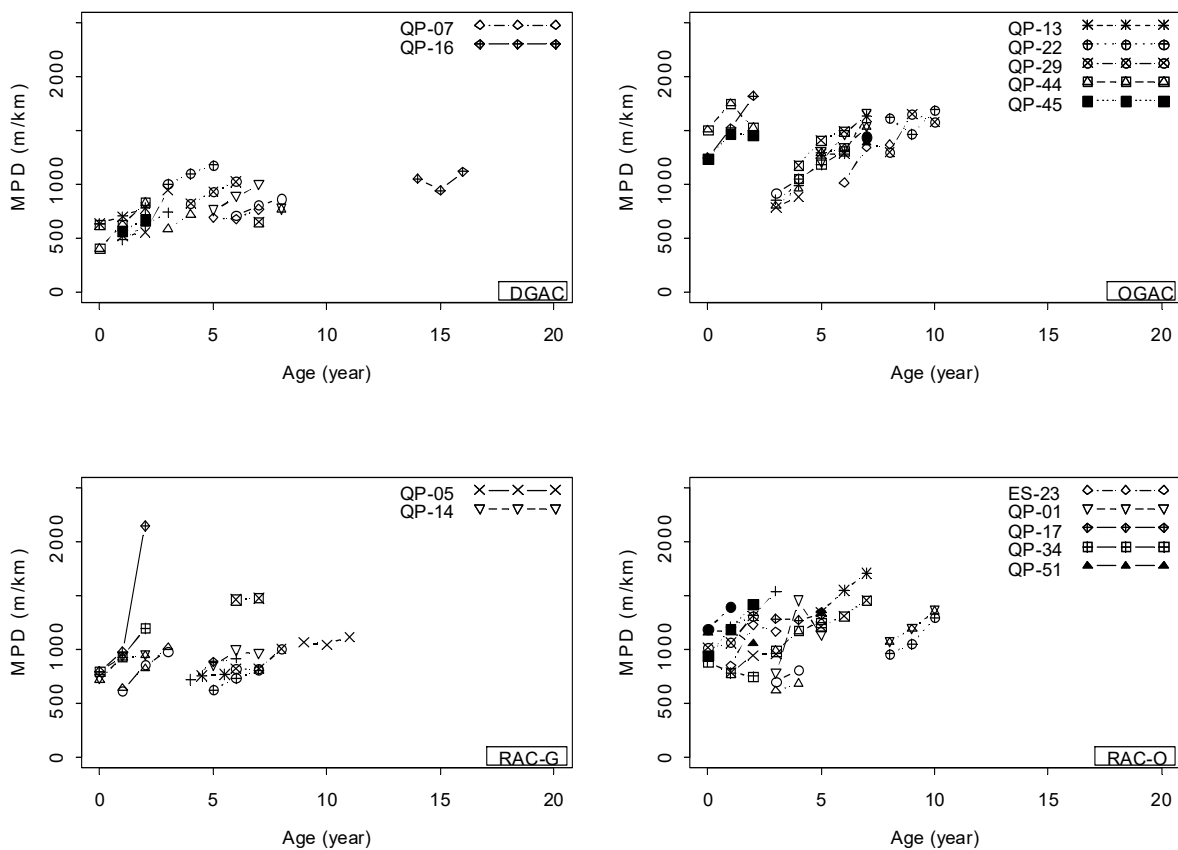 QP-07
QP-16
MPD (m/km)
2000
1000
500
0
DGAC
0 5 10 15 20
Age (year)
QP-13
QP-22
QP-29
QP-44
QP-45
MPD (m/km)
2000
1000
500
0
OGAC
0 5 10 15 20
Age (year)
QP-05
QP-14
MPD (m/km)
2000
1000
500
0
RAC-G
0 5 10 15 20
Age (year)
ES-23
QP-01
QP-17
QP-34
QP-51
MPD (m/km)
2000
1000
500
0
RAC-O
0 5 10 15 20
Age (year)